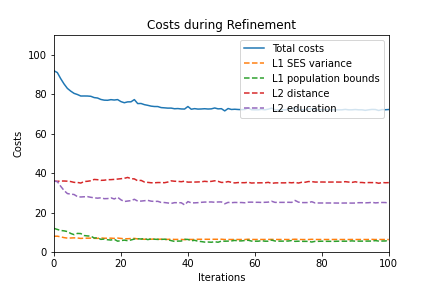 Costs during Refinement
Total costs
L1 SES variance
L1 population bounds
L2 distance
L2 education
Costs
100
80
60
40
20
0
0
20
40
60
80
100
Iterations